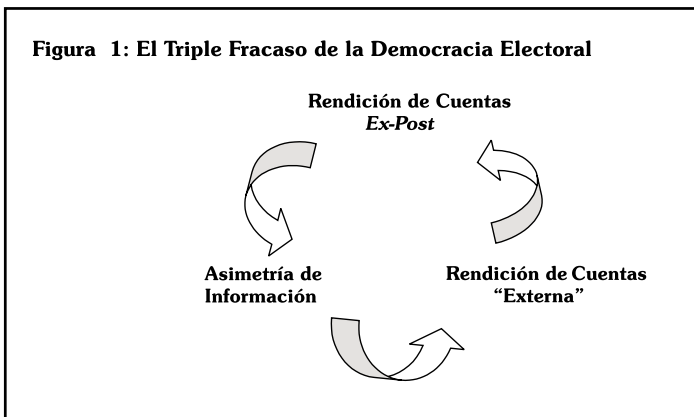 Figura 1: El Triple Fracaso de la Democracia Electoral
Rendición de Cuentas
Ex-Post
Asimetría de
Información
Rendición de Cuentas
“Externa”